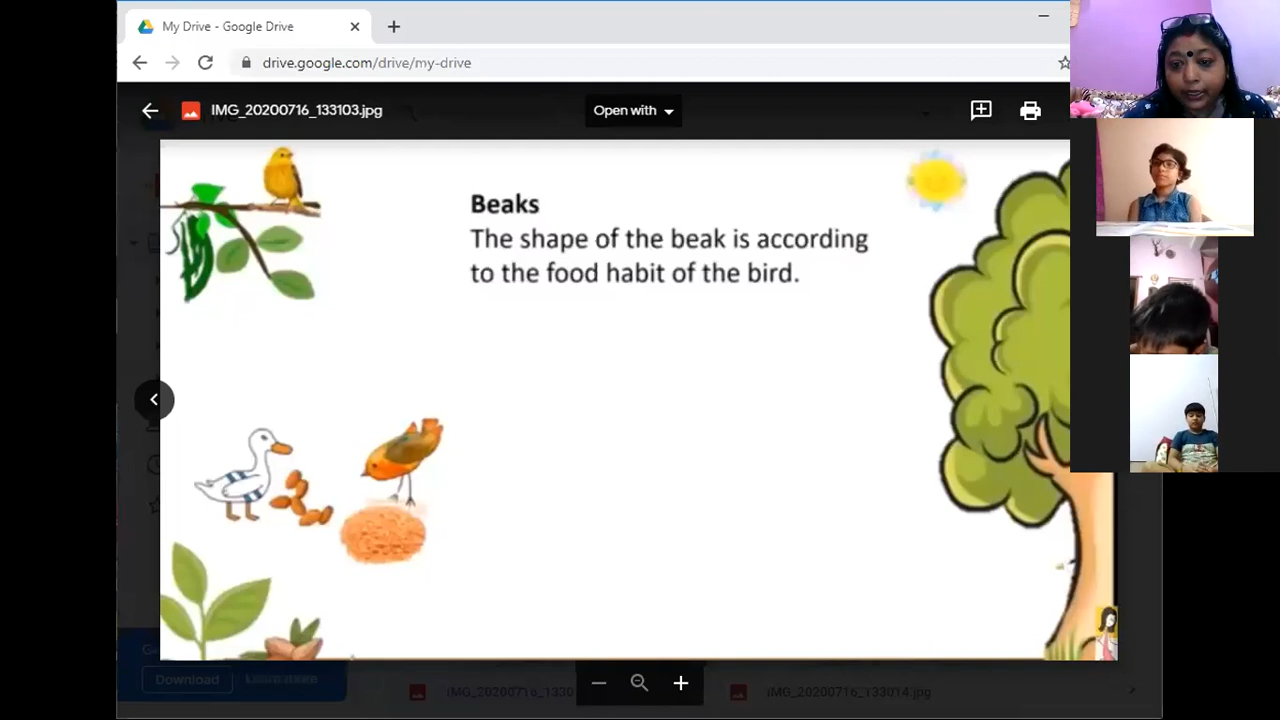 My Drive - Google Drive
drive.google.com/drive/my-drive
IMG_20200716_133103.jpg
Open with
Beaks
The shape of the beak is according
to the food habit of the bird.
Download
IMG_20200716_133014.jpg